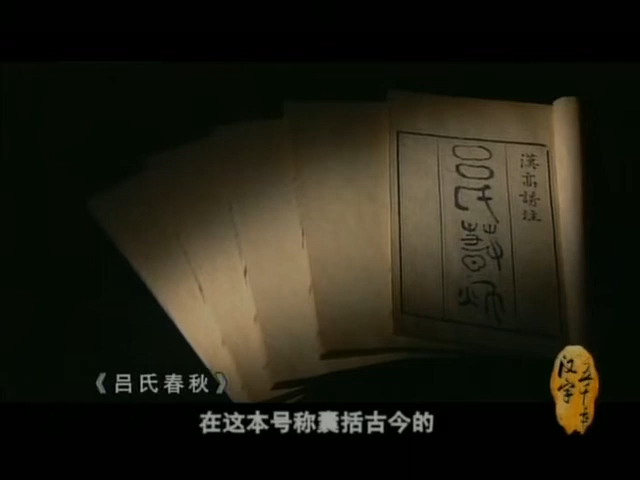 漢高誘註
呂氏春秋
《吕氏春秋》
在这本号称囊括古今的
汉字
五千年